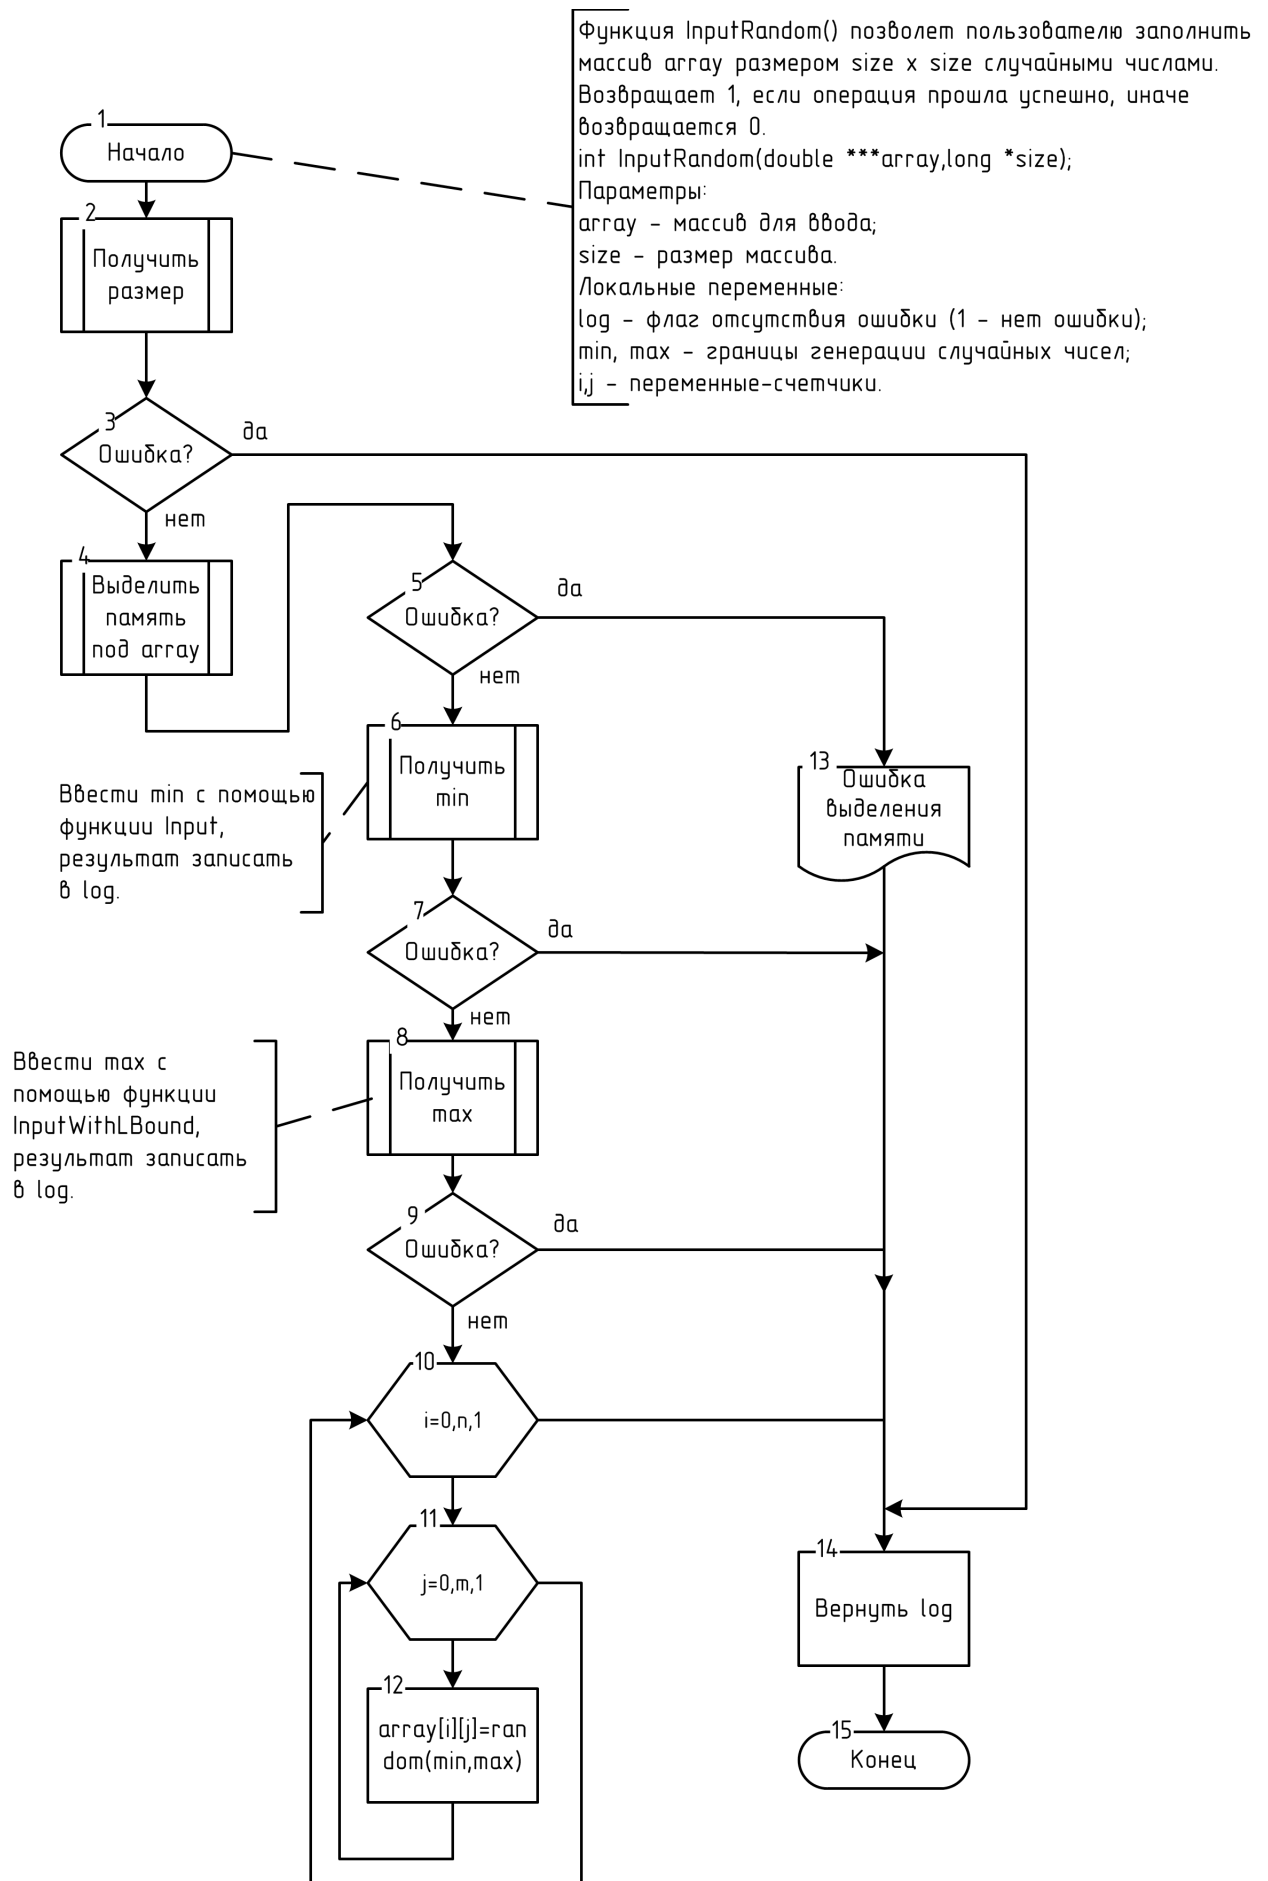 Функция InputRandom() позволет пользователю заполнить
массив array размером size x size случайными числами.
Возвращает 1, если операция прошла успешно, иначе
возвращается 0.
int InputRandom(double ***array,long *size);
Параметры:
array - массив для ввода;
size - размер массива.
Локальные переменные:
log - флаг отсутствия ошибки (1 - нет ошибки);
min, max - границы генерации случайных чисел;
i,j - переменные-счетчики.
1
Начало
2
Получить
размер
3
Ошибка?
да
нет
4
Выделить
память
под array
5
Ошибка?
да
нет
6
Получить
min
Ввести min с помощью
функции Input,
результат записать
в log.
13
Ошибка
выделения
памяти
7
Ошибка?
да
нет
8
Получить
max
Ввести max с
помощью функции
InputWithLBound,
результат записать
в log.
9
Ошибка?
да
нет
10
i=0,n,1
11
j=0,m,1
12
array[i][j]=ran
dom(min,max)
14
Вернуть log
15
Конец